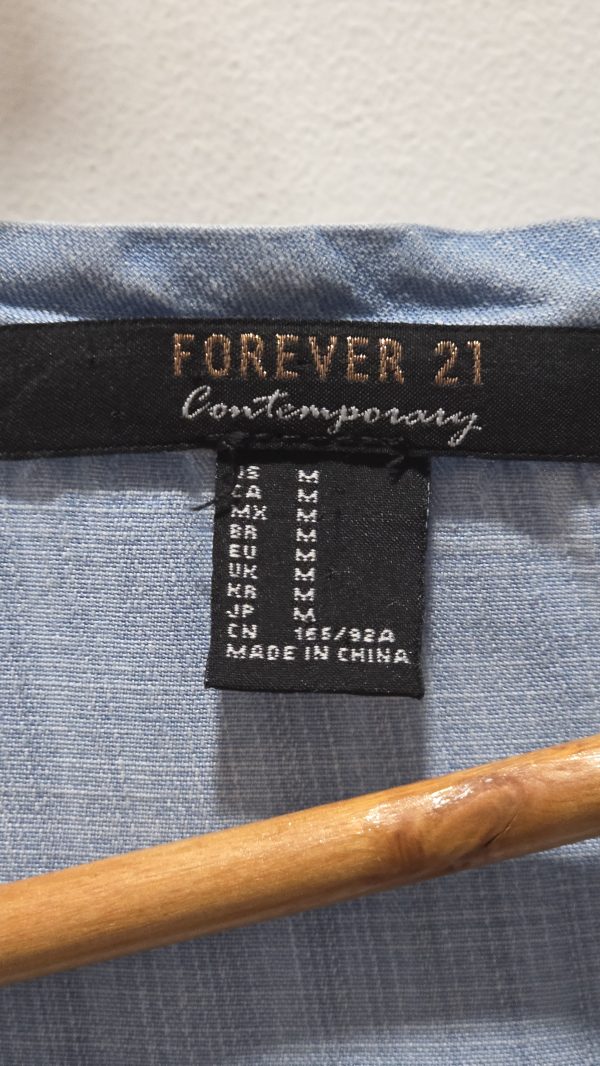 FOREVER 21
Contemporary
US M
CA M
MX M
BR M
EU M
UK M
KR M
JP M
CN 165/92A
MADE IN CHINA